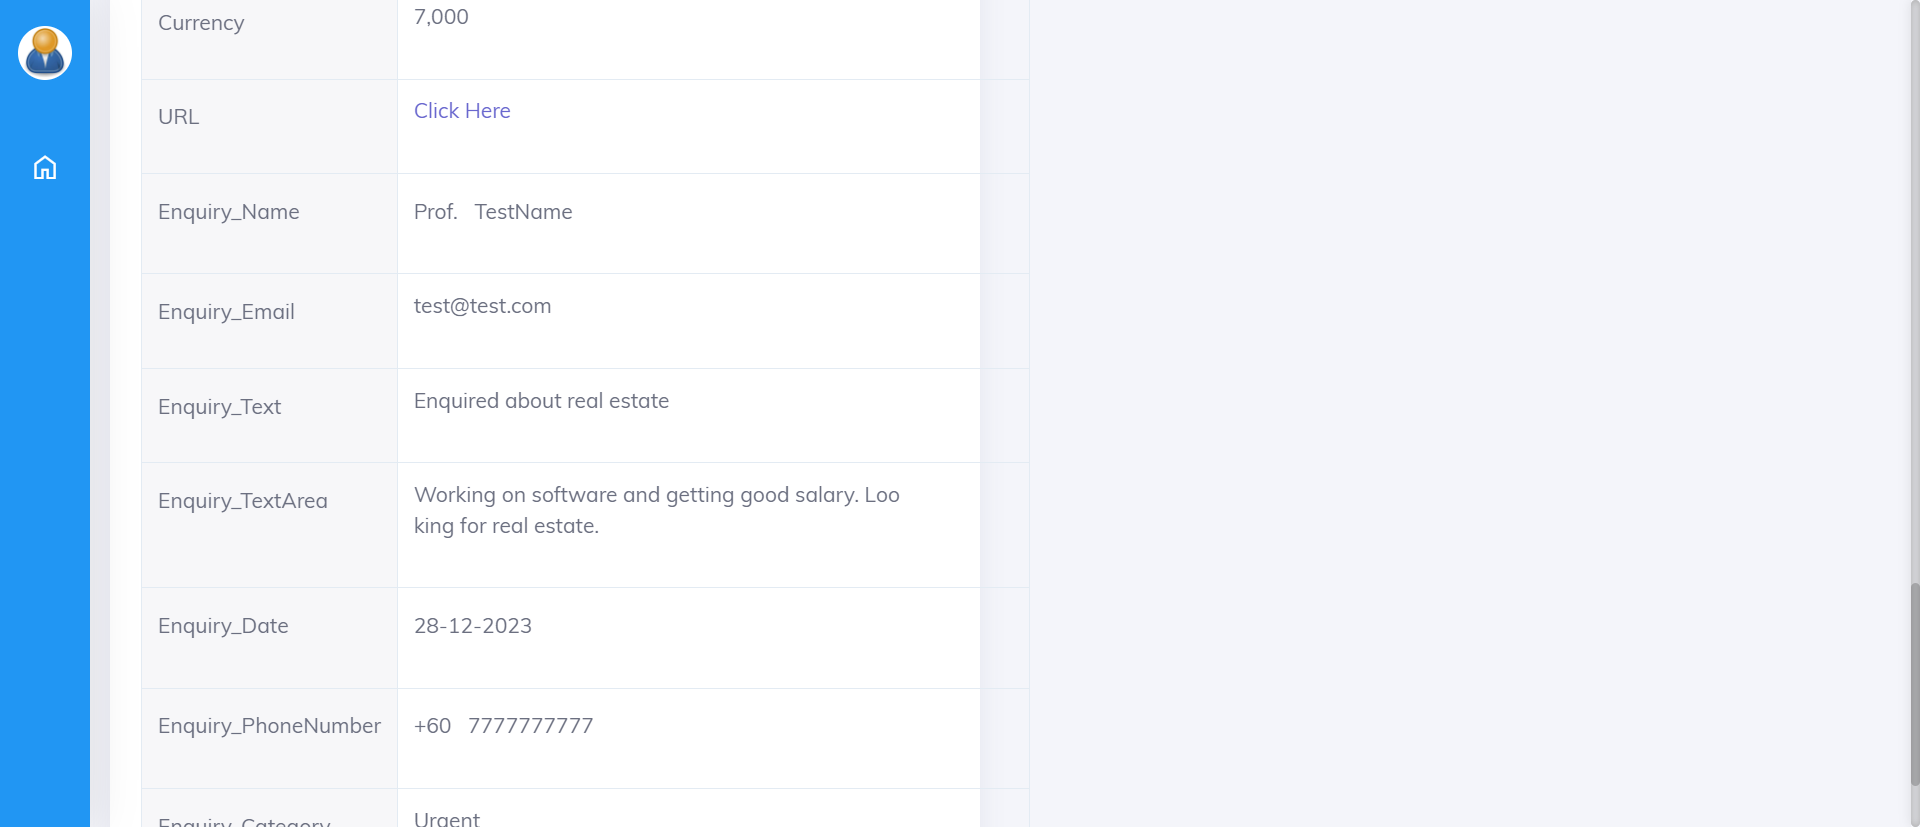 Currency 7,000
URL Click Here
Enquiry_Name Prof. TestName
Enquiry_Email test@test.com
Enquiry_Text Enquired about real estate
Enquiry_TextArea Working on software and getting good salary. Loo
king for real estate.
Enquiry_Date 28-12-2023
Enquiry_PhoneNumber +60 7777777777
Enquiry_Category Urgent